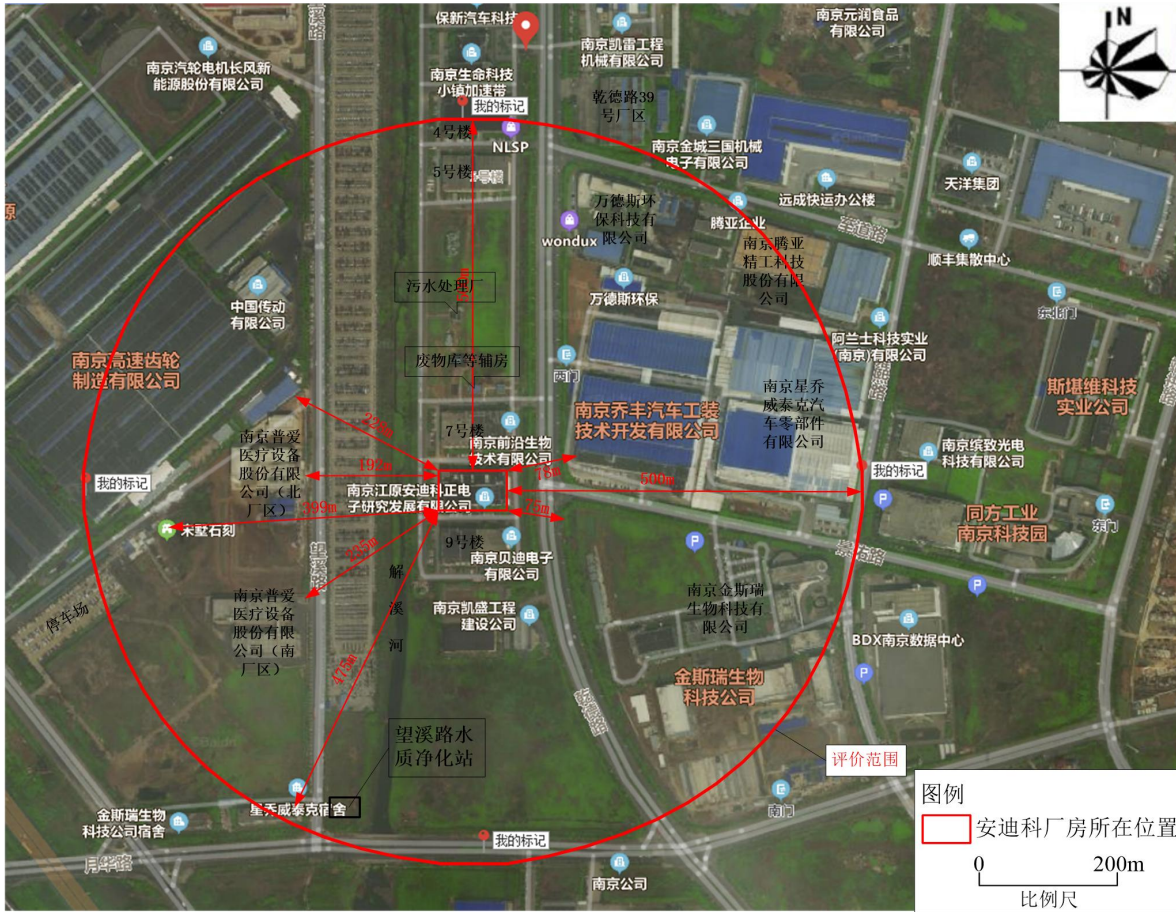 保新汽车科技
南京元润食品
有限公司
N
南京凯雷工程
机械有限公司
南京汽轮电机长风新
能源股份有限公司
南京生命科技
小镇加速带
乾德路39
号厂区
我的标记
4号楼
NLSP
南京金城三国机械
电子有限公司
5号楼
天洋集团
远成快运办公楼
万德斯环
保科技有
限公司
腾亚企业
wondux
南京腾亚
精工科技
股份有限
公司
顺丰集散中心
污水处理厂
万德斯环保
中国传动
有限公司
东北门
阿兰士科技实业
(南京)有限公司
废物库等辅房
西门
南京高速齿轮
制造有限公司
斯堪维科技
实业公司
南京星乔
威泰克汽
车零部件
有限公司
南京乔丰汽车工装
技术开发有限公司
7号楼
南京前沿生物
技术有限公司
220m
南京普爱
医疗设备
股份有限
公司（北
厂区）
南京缤致光电
科技有限公司
192m
500m
我的标记
我的标记
南京江原安迪科正电
子研究发展有限公司
399m
75m
同方工业
南京科技园
东门
宋墅石刻
9号楼
南京贝迪电子
有限公司
235m
解
溪
河
南京普爱
医疗设备
股份有限
公司（南
厂区）
南京金斯瑞
生物科技有
限公司
停车场
南京凯盛工程
建设公司
BDX南京数据中心
475m
金斯瑞生物
科技公司
望溪路水
质净化站
评价范围
星乔威泰克宿舍
南门
金斯瑞生物
科技公司宿舍
我的标记
月华路
南京公司
图例
安迪科厂房所在位置
0 200m
比例尺